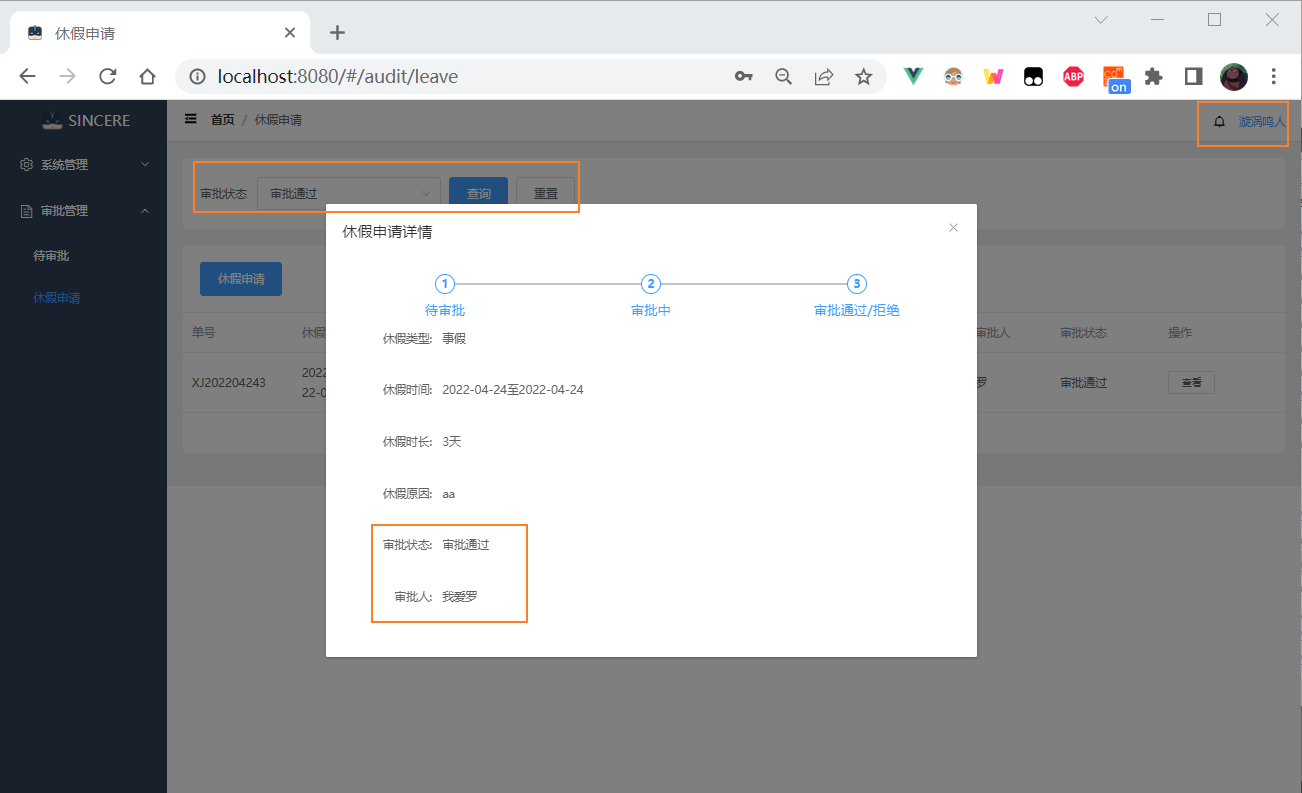 休假申请
localhost:8080/#/audit/leave
ABP
on
SINCERE
首页 / 休假申请
漩涡鸣人
系统管理
审批管理
待审批
休假申请
审批状态 审批通过 查询 重置
休假申请详情
休假申请
1 2 3
待审批 审批中 审批通过/拒绝
单号 休假 审批人 审批状态 操作
休假类型: 事假
XJ202204243 2022 罗 审批通过 查看
22-0
休假时间: 2022-04-24至2022-04-24
休假时长: 3天
休假原因: aa
审批状态: 审批通过
审批人: 我爱罗